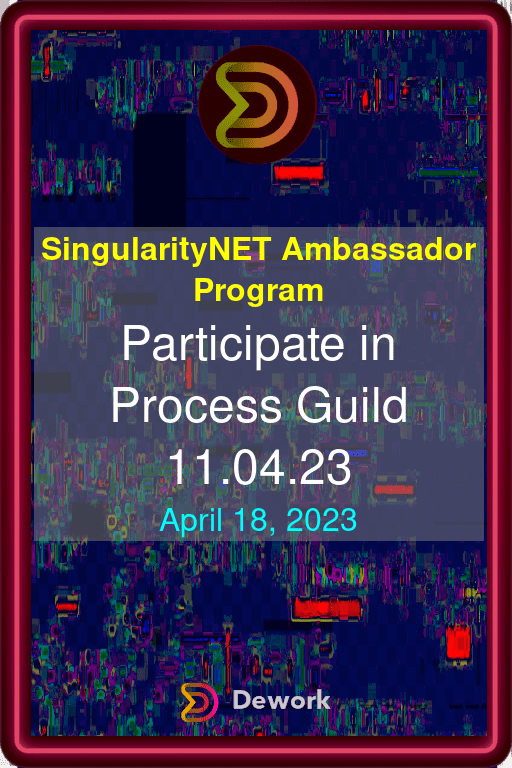 SingularityNET Ambassador
Program
Participate in
Process Guild
11.04.23
April 18, 2023
Dework